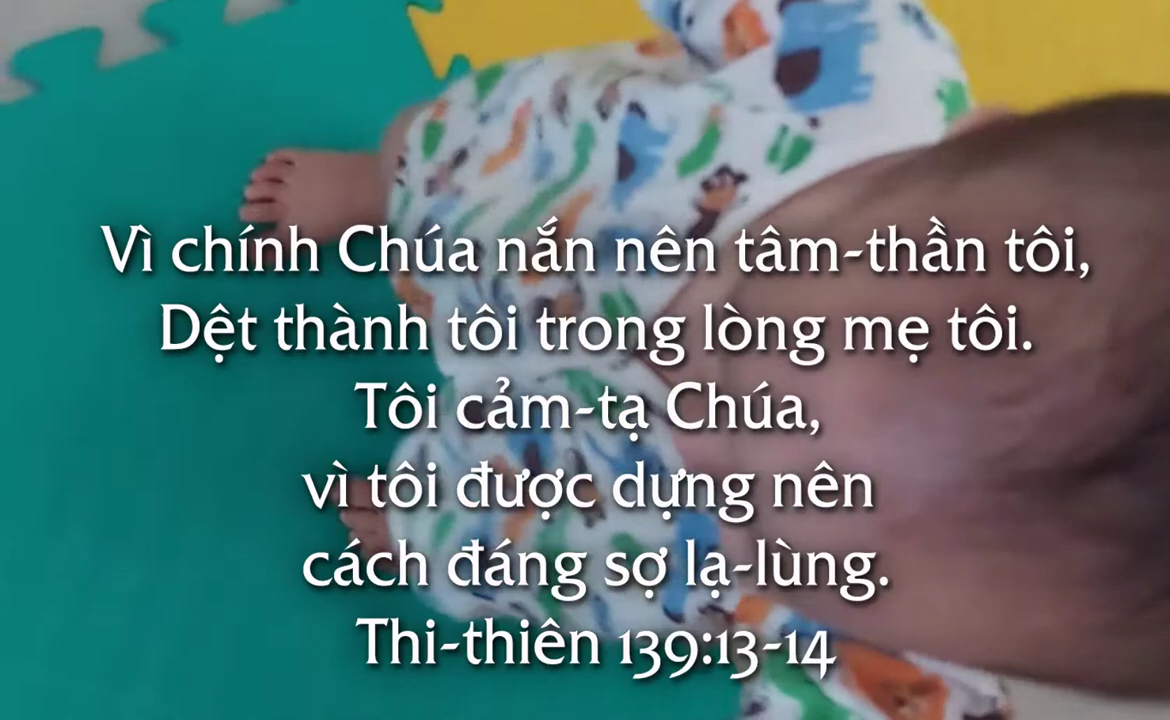 Vì chính Chúa nắn nên tâm-thần tôi,
Dệt thành tôi trong lòng mẹ tôi.
Tôi cảm-tạ Chúa,
vì tôi được dựng nên
cách đáng sợ lạ-lùng.
Thi-thiên 139:13-14